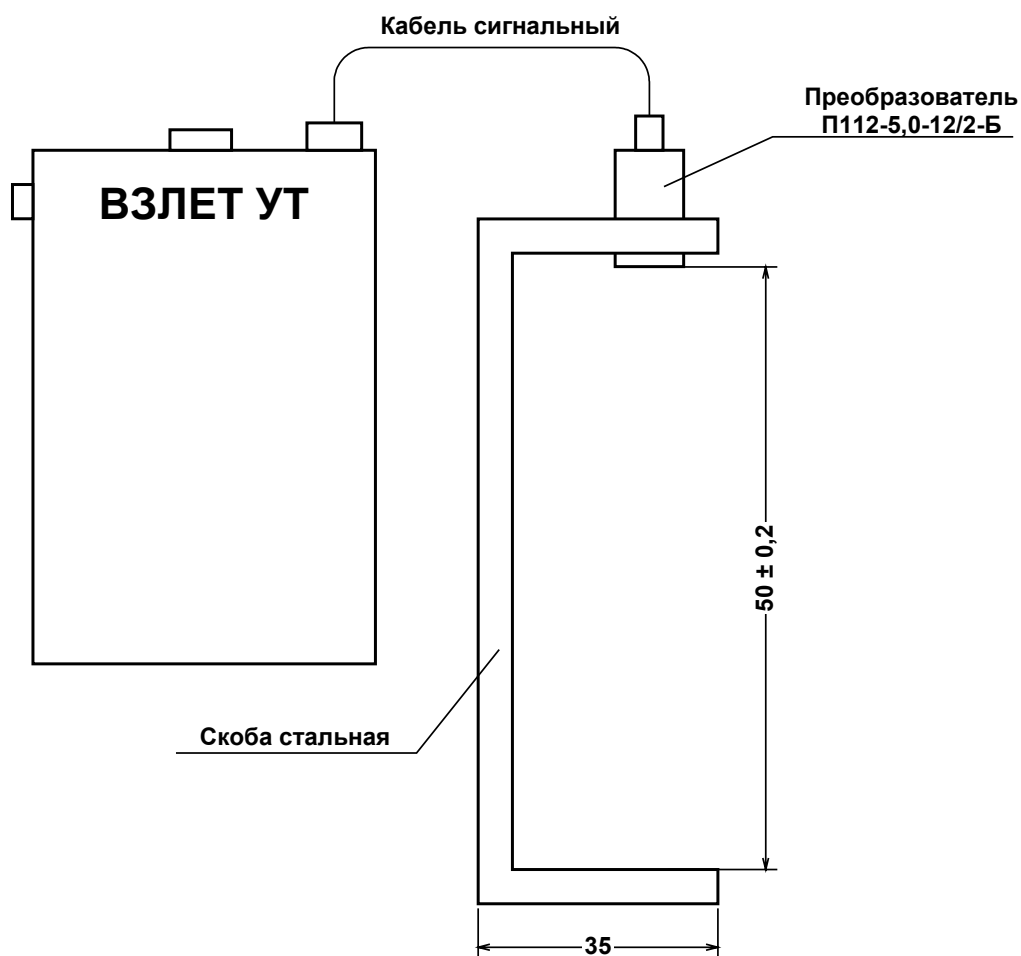 Кабель сигнальный
Преобразователь
П112-5,0-12/2-Б
ВЗЛЕТ УТ
50 ± 0,2
Скоба стальная
35